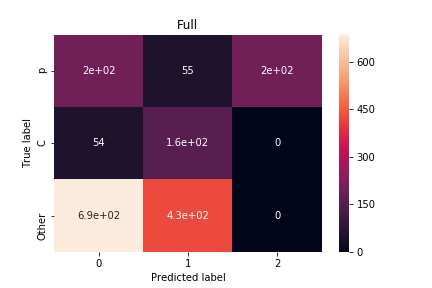 Full
p
2e+02 55 2e+02
600
450
True label
C
54 1.6e+02 0
300
150
Other
6.9e+02 4.3e+02 0
0
0 1 2
Predicted label